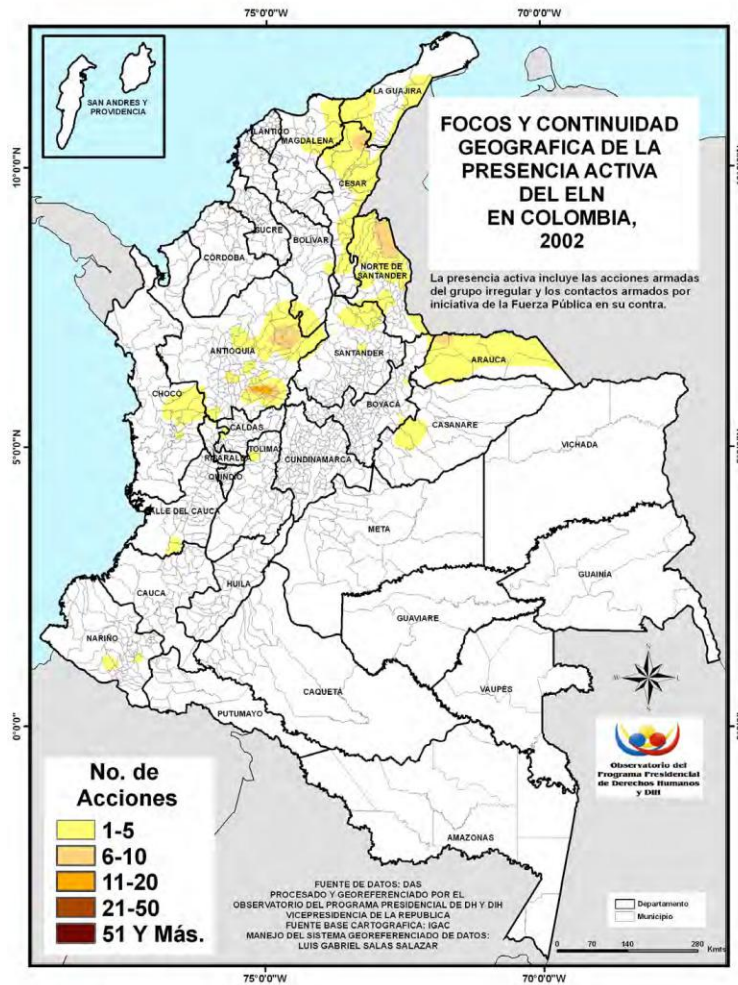 75°0'0"W
70°0'0"W
SAN ANDRES Y
PROVIDENCIA
FOCOS Y CONTINUIDAD
GEOGRAFICA DE LA
PRESENCIA ACTIVA
DEL ELN
EN COLOMBIA,
2002
La presencia activa incluye las acciones armadas
del grupo irregular y los contactos armados por
iniciativa de la Fuerza Pública en su contra.
10°0'0"N
LA GUAJIRA
MAGDALENA
CESAR
SUCRE
BOLÍVAR
CÓRDOBA
NORTE DE
SANTANDER
ANTIOQUIA
SANTANDER
ARAUCA
CHOCÓ
BOYACÁ
CASANARE
CALDAS
VICHADA
5°0'0"N
TOLIMA
CUNDINAMARCA
QUINDIO
ALLE DEL CAUCA
META
GUAINÍA
CAUCA
HUILA
GUAVIARE
NARIÑO
VAUPÉS
CAQUETÁ
0°0'0"
PUTUMAYO
AMAZONAS
Observatorio del
Programa Presidencial
de Derechos Humanos
y DIH
No. de
Acciones
1-5
6-10
11-20
21-50
51 Y Más.
FUENTE DE DATOS: DAS
PROCESADO Y GEOREFERENCIADO POR EL
OBSERVATORIO DEL PROGRAMA PRESIDENCIAL DE DH Y DIH
VICEPRESIDENCIA DE LA REPUBLICA
FUENTE BASE CARTOGRAFICA: IGAC
MANEJO DEL SISTEMA GEOREFERENCIADO DE DATOS:
LUIS GABRIEL SALAS SALAZAR
Departamento
Municipio
0 70 140 280
Kmts
75°0'0"W
70°0'0"W